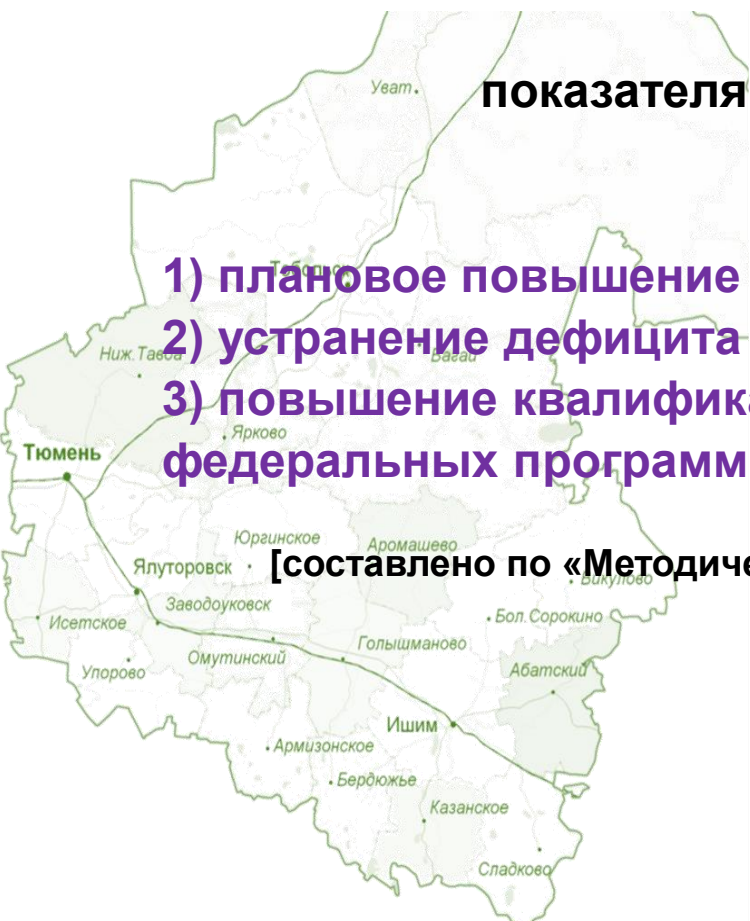 показателя
Уват
1) плановое повышение
Тобольск
2) устранение дефицита
Ниж. Тавда
Вагай
3) повышение квалифика
Ярково
Тюмень
федеральных программ
Юргинское
Аромашево
[составлено по «Методиче
Ялуторовск
Викулово
Заводоуковск
Бол. Сорокино
Исетское
Голышманово
Омутинский
Упорово
Абатский
Ишим
Армизонское
Бердюжье
Казанское
Сладково